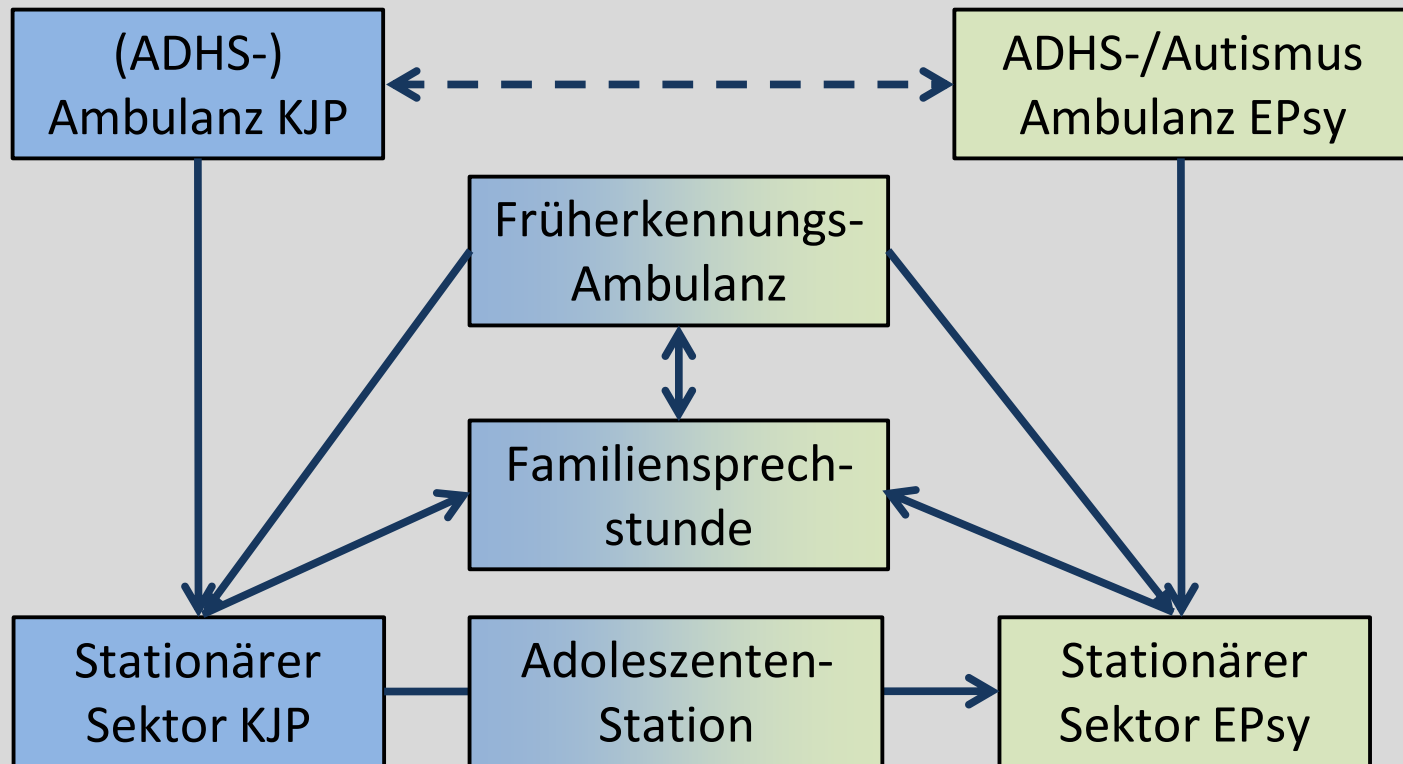 (ADHS-)
Ambulanz KJP
ADHS-/Autismus
Ambulanz EPsy
Früherkennungs-
Ambulanz
Familiensprech-
stunde
Stationärer
Sektor KJP
Adoleszenten-
Station
Stationärer
Sektor EPsy